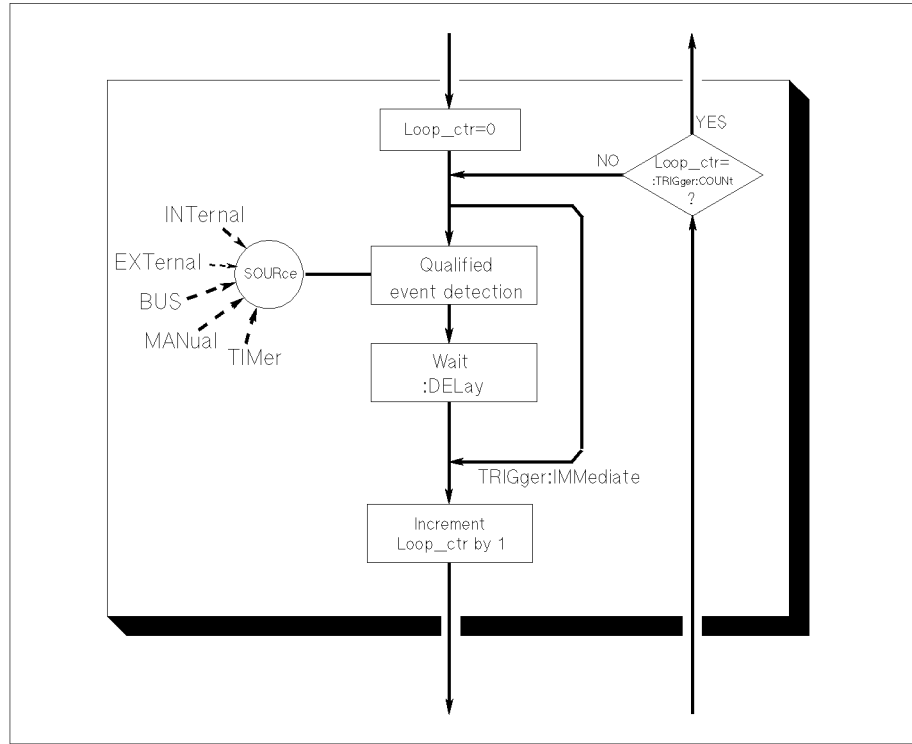 Loop_ctr=0
YES
NO
Loop_ctr=
:TRIGger:COUNt
?
INTernal
EXTernal
BUS
MANual
TIMer
SOURce
Qualified
event detection
Wait
:DELay
TRIGger:IMMediate
Increment
Loop_ctr by 1